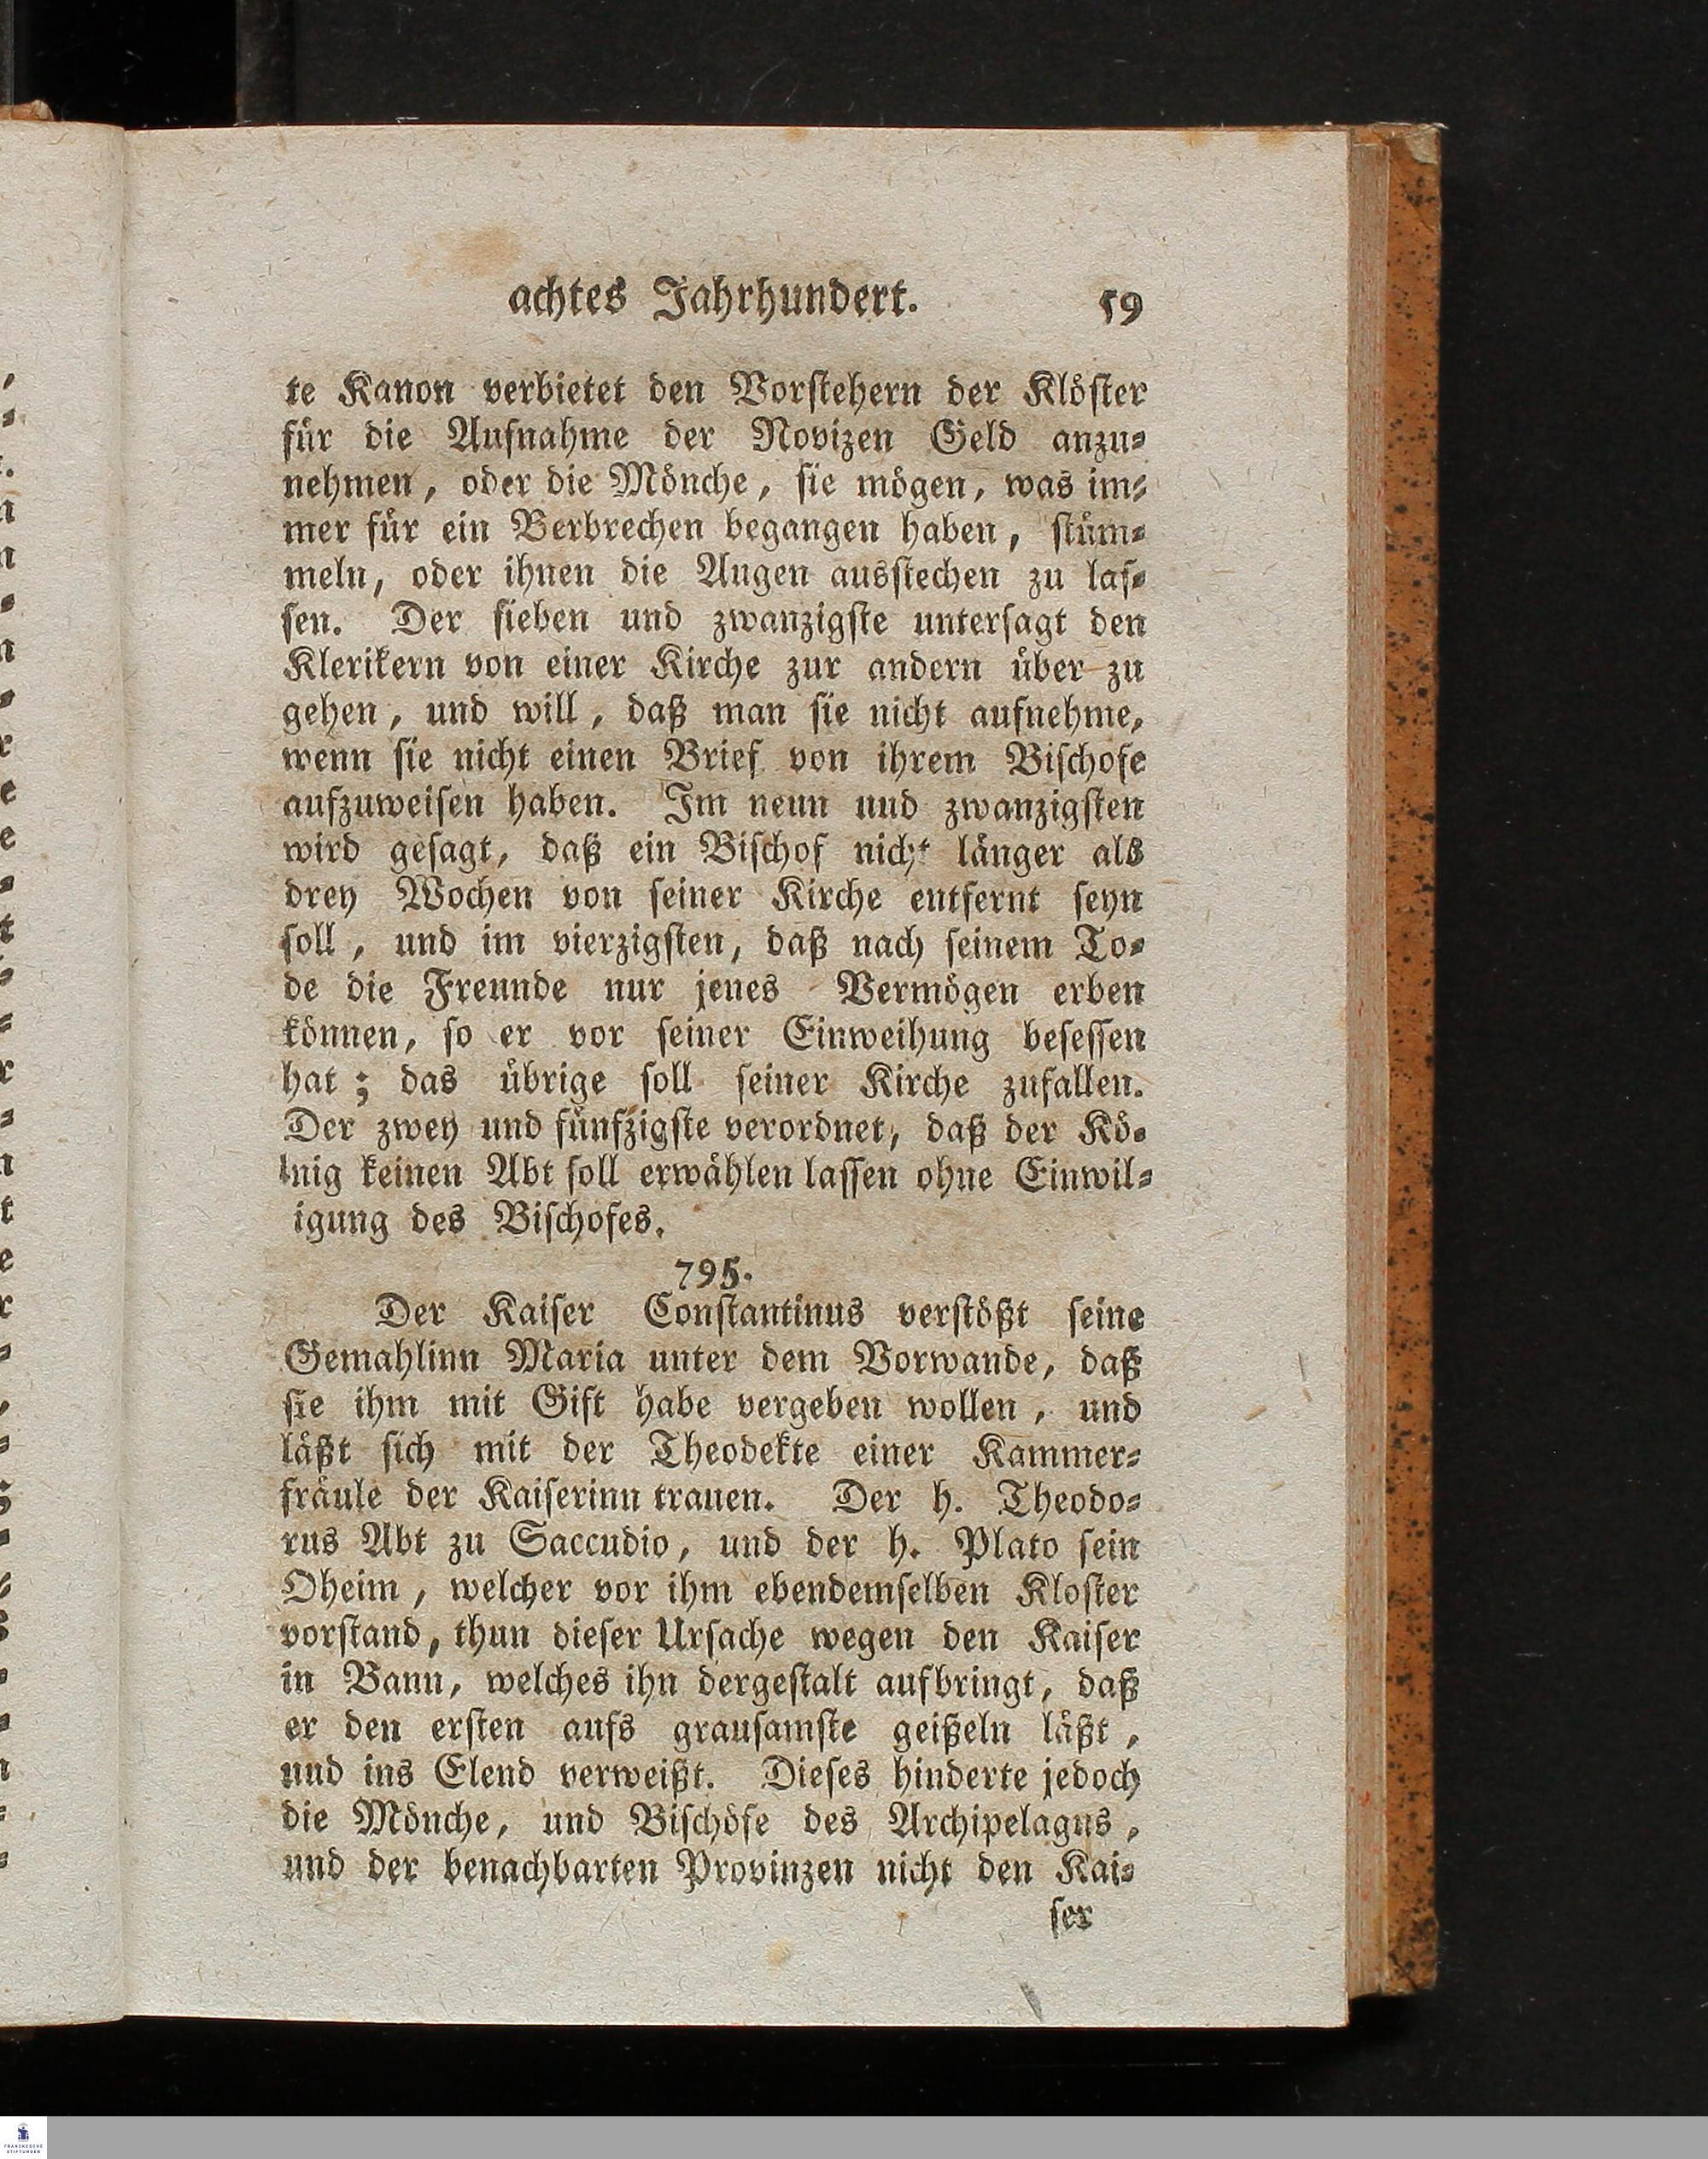 achtes Jahrhundert. 59
te Kanon verbietet den Vorstehern der Klöster
für die Aufnahme der Novizen Geld anzu-
nehmen, oder die Mönche, sie mögen, was im-
mer für ein Verbrechen begangen haben, stüm-
meln, oder ihnen die Augen ausstechen zu las-
sen. Der sieben und zwanzigste untersagt den
Klerikern von einer Kirche zur andern über zu
gehen, und will, daß man sie nicht aufnehme,
wenn sie nicht einen Brief von ihrem Bischofe
aufzuweisen haben. Im neun und zwanzigsten
wird gesagt, daß ein Bischof nicht länger als
drey Wochen von seiner Kirche entfernt seyn
soll, und im vierzigsten, daß nach seinem To-
de die Freunde nur jenes Vermögen erben
können, so er vor seiner Einweihung besessen
hat; das übrige soll seiner Kirche zufallen.
Der zwey und fünfzigste verordnet, daß der Kö-
lnig keinen Abt soll erwählen lassen ohne Einwil-
igung des Bischofes.
795.
Der Kaiser Constantinus verstößt seine
Gemahlinn Maria unter dem Vorwande, daß
sie ihm mit Gift habe vergeben wollen, und
läßt sich mit der Theodekte einer Kammer-
fräule der Kaiserinn trauen. Der h. Theodo-
rus Abt zu Saccudio, und der h. Plato sein
Oheim, welcher vor ihm ebendemselben Kloster
vorstand, thun dieser Ursache wegen den Kaiser
in Bann, welches ihn dergestalt aufbringt, daß
er den ersten aufs grausamste geißeln läßt,
und ins Elend verweißt. Dieses hinderte jedoch
die Mönche, und Bischöfe des Archipelagus,
und der benachbarten Provinzen nicht den Kai-
ser
FRANCKESCHE
STIFTUNGEN